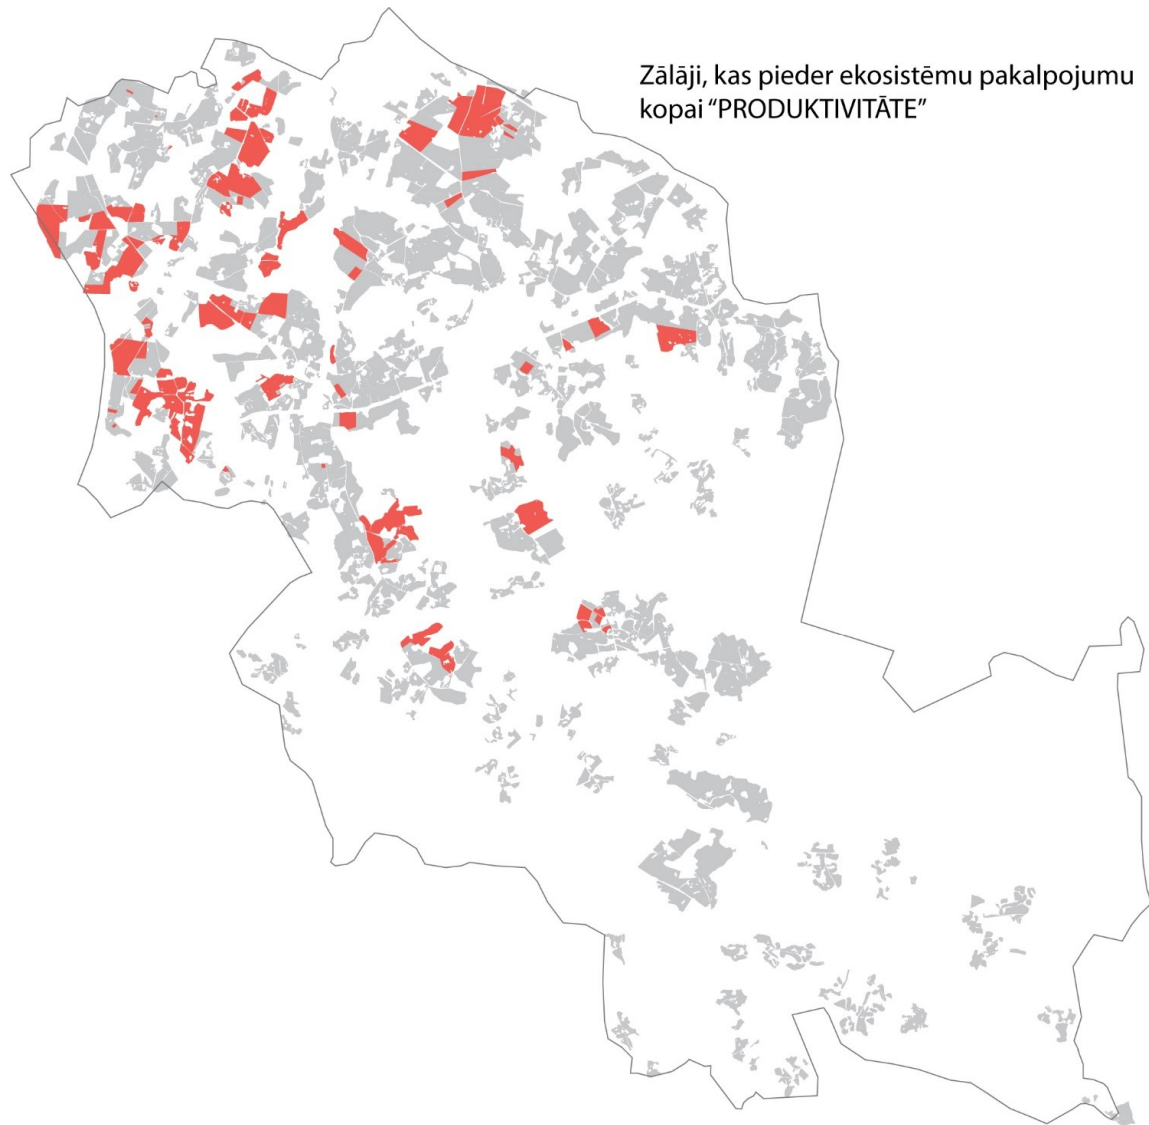 Zālāji, kas pieder ekosistēmu pakalpojumu
kopai “PRODUKTIVITĀTE”